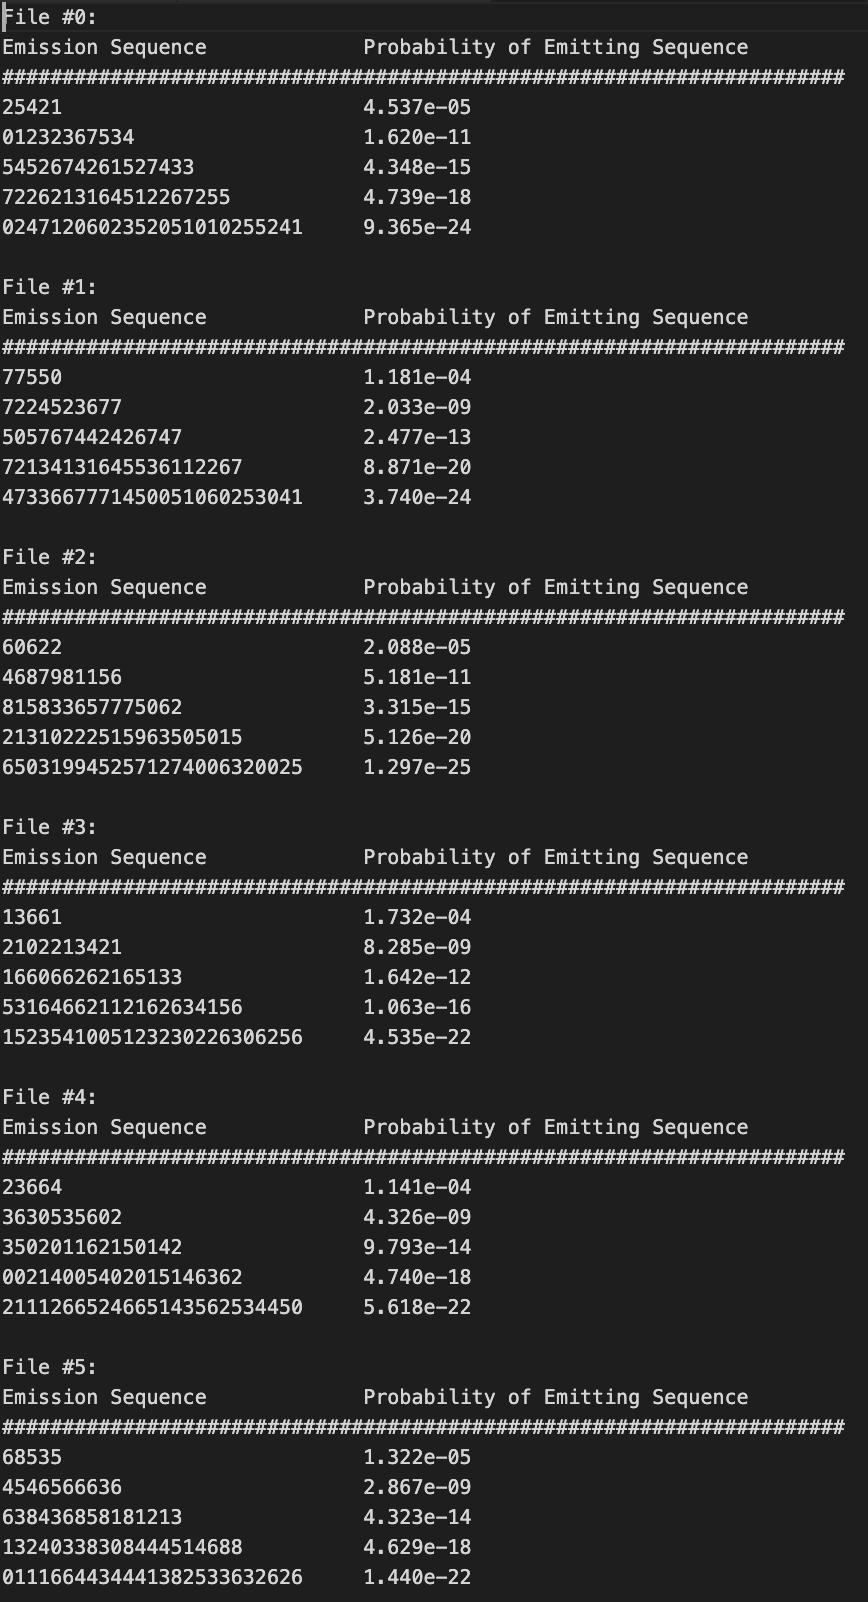 File #0:
Emission Sequence             Probability of Emitting Sequence
######################################################################
25421                         4.537e-05
01232367534                   1.620e-11
5452674261527433              4.348e-15
7226213164512267255           4.739e-18
0247120602352051010255241     9.365e-24

File #1:
Emission Sequence             Probability of Emitting Sequence
######################################################################
77550                         1.181e-04
7224523677                    2.033e-09
505767442426747               2.477e-13
72134131645536112267          8.871e-20
4733667771450051060253041     3.740e-24

File #2:
Emission Sequence             Probability of Emitting Sequence
######################################################################
60622                         2.088e-05
4687981156                    5.181e-11
815833657775062               3.315e-15
21310222515963505015          5.126e-20
6503199452571274006320025     1.297e-25

File #3:
Emission Sequence             Probability of Emitting Sequence
######################################################################
13661                         1.732e-04
2102213421                    8.285e-09
166066262165133               1.642e-12
53164662112162634156          1.063e-16
1523541005123230226306256     4.535e-22

File #4:
Emission Sequence             Probability of Emitting Sequence
######################################################################
23664                         1.141e-04
3630535602                    4.326e-09
350201162150142               9.793e-14
00214005402015146362          4.740e-18
2111266524665143562534450     5.618e-22

File #5:
Emission Sequence             Probability of Emitting Sequence
######################################################################
68535                         1.322e-05
4546566636                    2.867e-09
638436858181213               4.323e-14
13240338308444514688          4.629e-18
0111664434441382533632626     1.440e-22